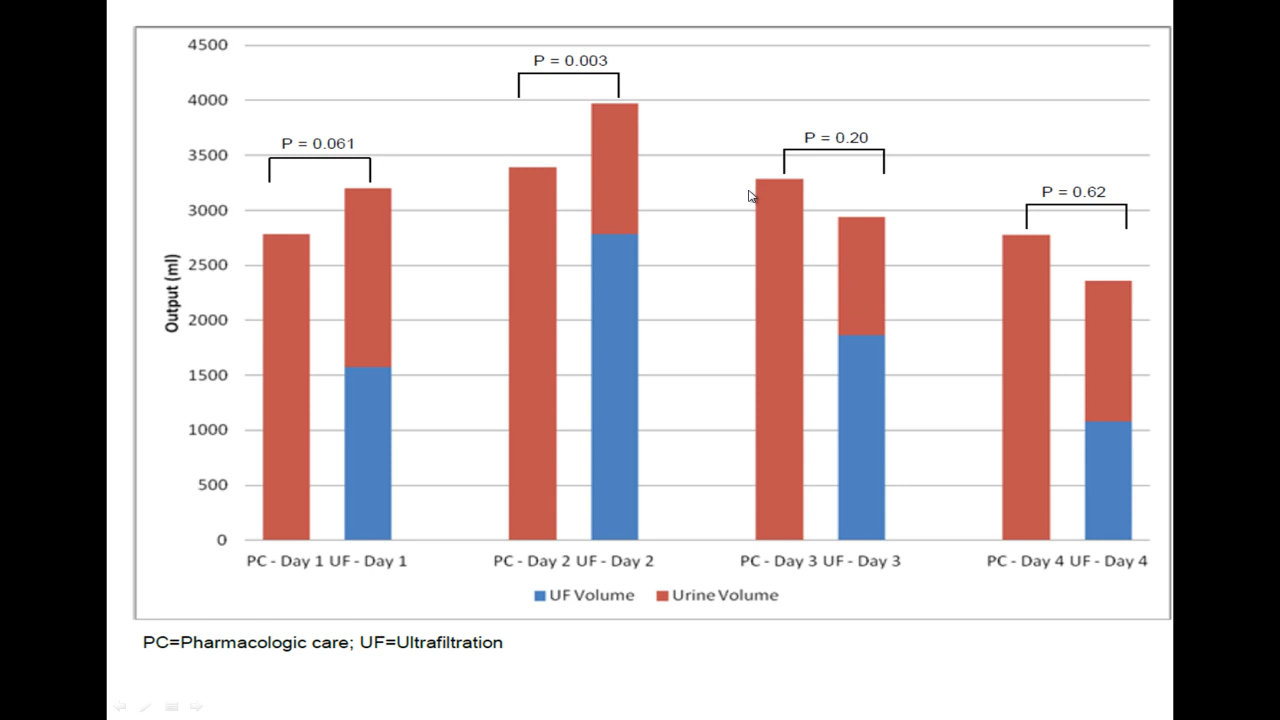 P = 0.003
P = 0.061
P = 0.20
P = 0.62
4500
4000
3500
3000
2500
2000
1500
1000
500
0
Output (ml)
PC - Day 1 UF - Day 1 PC - Day 2 UF - Day 2 PC - Day 3 UF - Day 3 PC - Day 4 UF - Day 4
UF Volume Urine Volume
PC=Pharmacologic care; UF=Ultrafiltration